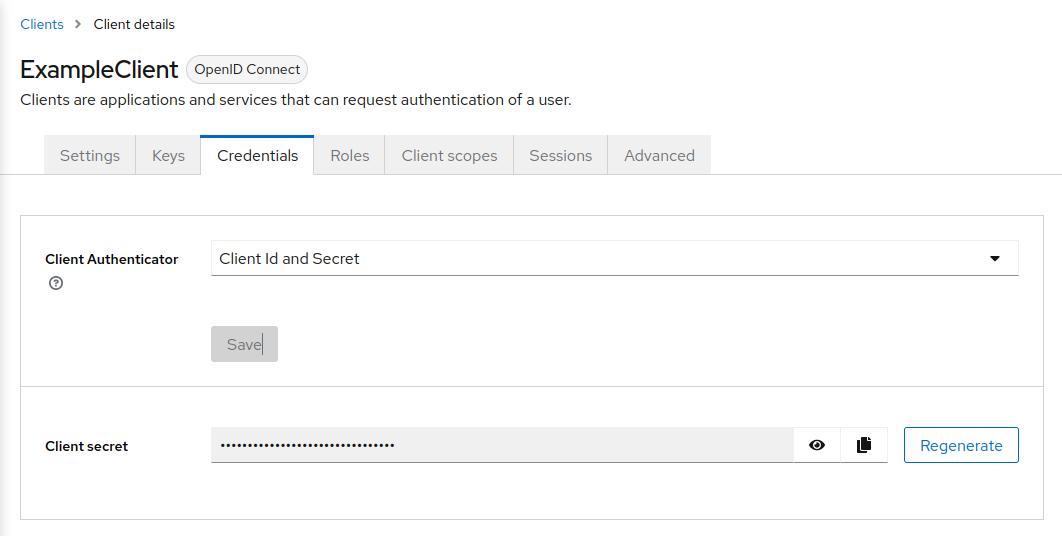 Clients > Client details
ExampleClient OpenID Connect
Clients are applications and services that can request authentication of a user.
Settings Keys Credentials Roles Client scopes Sessions Advanced
Client Authenticator Client Id and Secret
Save
Client secret •••••••••••••••••••••••••••••••• Regenerate